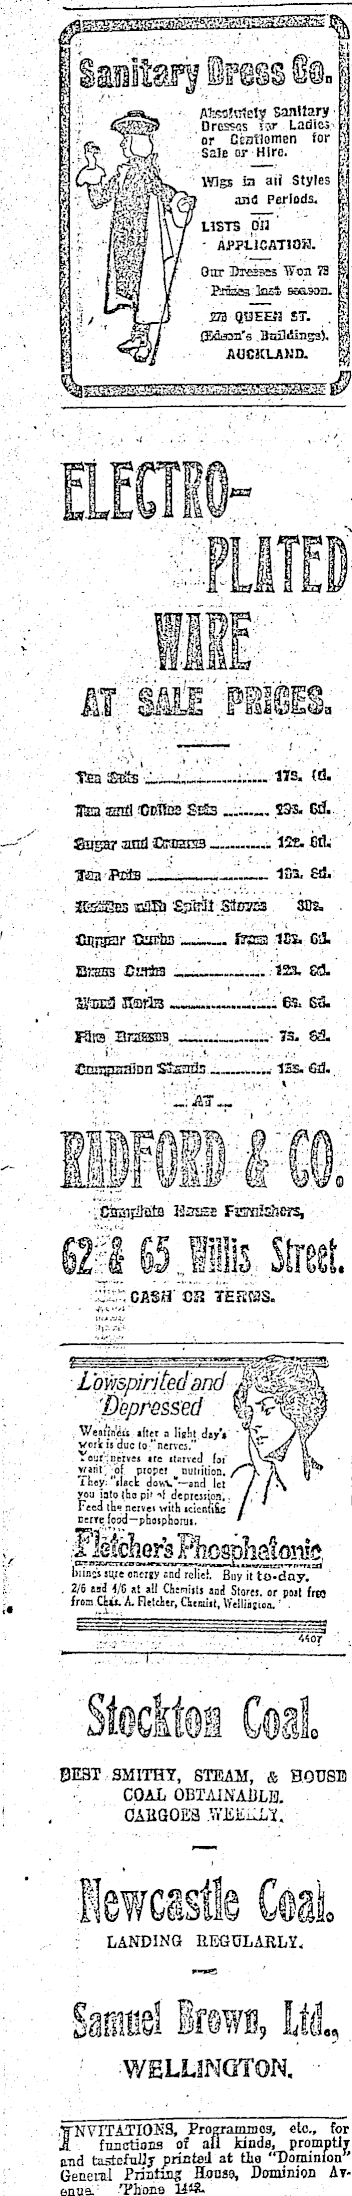 Sanitary Dress Co.
Absolutely Sanitary
Dresses for Ladies
or Gentlemen for
Sale or Hire.
Wigs in all Styles
and Periods.
LISTS ON
APPLICATION.
Our Dresses Won 78
Prizes last season.
278 QUEEN ST.
(Edson's Buildings),
AUCKLAND.
ELECTRO-
PLATED
WARE
AT SALE PRICES.
Tea Sets 17s. 6d.
Tea and Coffee Sets 6d.
Sugar and Creams 12s. 6d.
Tea Pots
Kettles with Spirit Stoves 30s.
Copper Curbs from 18s. 6d.
Brass Curbs 12s. 6d.
Wood Kerbs 6s. 6d.
Fire Brasses 7s. 6d.
Companion Stands 6d.
AT
RADFORD & CO.
Complete House Furnishers,
62 & 65 Willis Street.
CASH OR TERMS.
Lowspirited and
Depressed
Weariness after a light day's
work is due to "nerves."
Your nerves are starved for
want of proper nutrition.
They "slack down"—and let
you into the pit of depression.
Feed the nerves with scientific
nerve food—phosphorus.
Fletcher's Phosphatonic
brings sure energy and relief. Buy it to-day.
2/6 and 4/6 at all Chemists and Stores, or post free
from Chas. A. Fletcher, Chemist, Wellington.
4407
Stockton Coal.
BEST SMITHY, STEAM, & HOUSE
COAL OBTAINABLE.
CARGOES WEEKLY.
Newcastle Coal.
LANDING REGULARLY.
Samuel Brown, Ltd.,
WELLINGTON.
INVITATIONS, Programmes, etc., for
functions of all kinds, promptly
and tastefully printed at the "Dominion"
General Printing House, Dominion Av-
enue. 'Phone